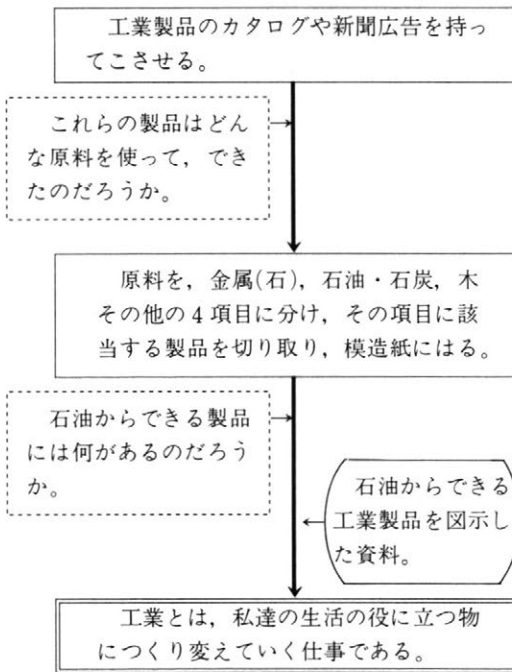 工業製品のカタログや新聞広告を持っ
てこさせる。
これらの製品はどん
な原料を使って，でき
たのだろうか。
原料を，金属(石)，石油・石炭，木
その他の4項目に分け，その項目に該
当する製品を切り取り，模造紙にはる。
石油からできる製品
には何があるのだろう
か。
石油からできる
工業製品を図示し
た資料。
工業とは，私達の生活の役に立つ物
につくり変えていく仕事である。